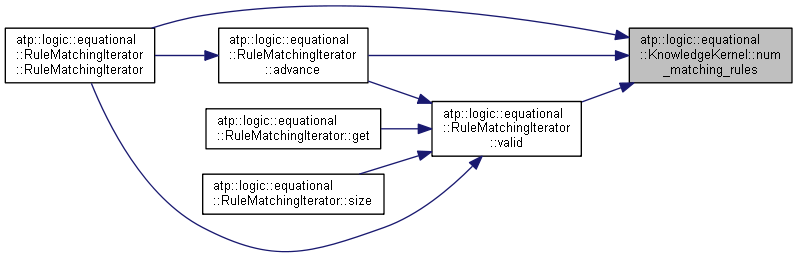 atp::logic::equational
::RuleMatchingIterator
::RuleMatchingIterator
atp::logic::equational
::RuleMatchingIterator
::advance
atp::logic::equational
::KnowledgeKernel::num
_matching_rules
atp::logic::equational
::RuleMatchingIterator::get
atp::logic::equational
::RuleMatchingIterator
::valid
atp::logic::equational
::RuleMatchingIterator::size